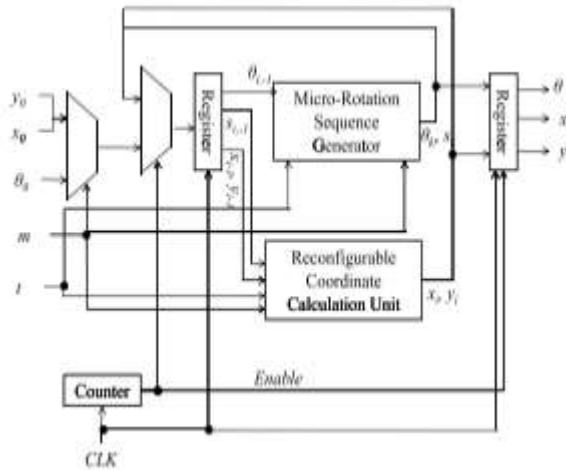 y₀
x₀
θ₀
m
t
Register
θᵢ₋₁
sᵢ₋₁
xᵢ₋₁, yᵢ₋₁
Micro-Rotation
Sequence
Generator
θᵢ, s
Register
θ
x
y
Reconfigurable
Coordinate
Calculation Unit
xᵢ, yᵢ
Counter
Enable
CLK